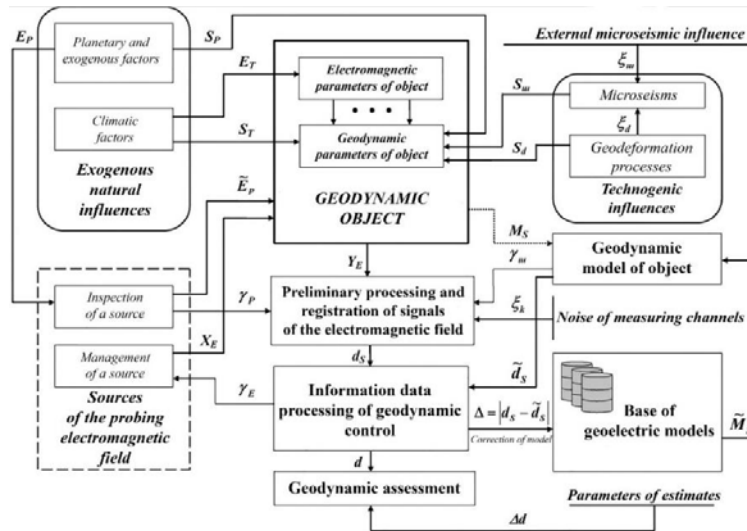 E_P
Planetary and
exogenous factors
S_P
Climatic
factors
E_T
S_T
Exogenous
natural
influences
Ẽ_P
Electromagnetic
parameters of object
• • •
Geodynamic
parameters of object
GEODYNAMIC
OBJECT
External microseismic influence
ξ_ш
S_ш
Microseisms
ξ_d
S_d
Geodeformation
processes
Technogenic
influences
M_S
Y_E
γ_ш
Geodynamic
model of object
Inspection
of a source
γ_P
Preliminary processing and
registration of signals
of the electromagnetic field
ξ_k
Noise of measuring channels
X_E
Management
of a source
d_S
d̃_S
γ_E
Sources
of the probing
electromagnetic
field
Information data
processing of geodynamic
control
Δ = |d_S − d̃_S|
Correction of model
Base of
geoelectric models
d
Geodynamic assessment
Parameters of estimates
Δd